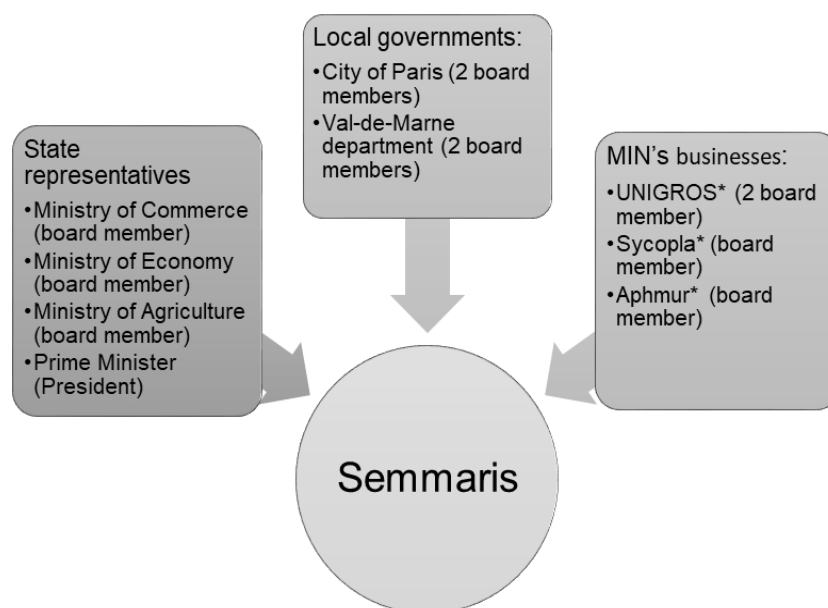 Local governments:
•City of Paris (2 board
members)
•Val-de-Marne
department (2 board
members)
State
representatives
•Ministry of Commerce
(board member)
•Ministry of Economy
(board member)
•Ministry of Agriculture
(board member)
•Prime Minister
(President)
MIN's businesses:
•UNIGROS* (2 board
member)
•Sycopla* (board
member)
•Aphmur* (board
member)
Semmaris